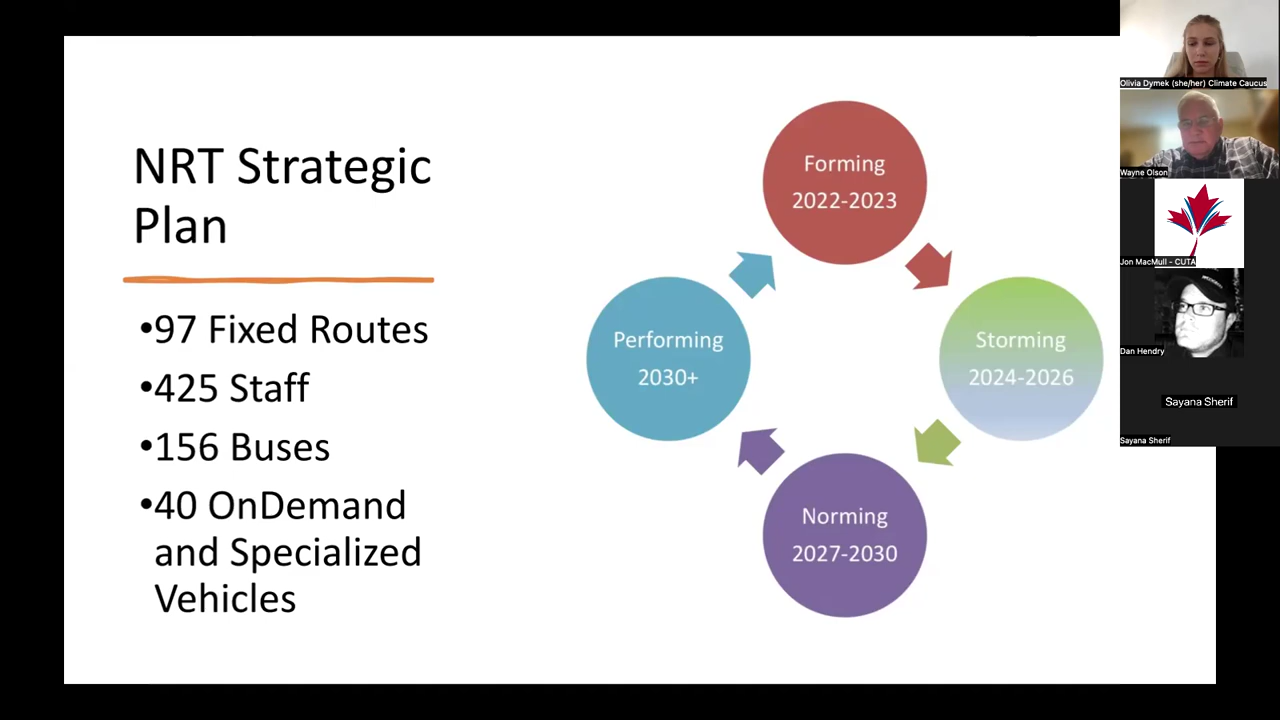 NRT Strategic
Plan
•97 Fixed Routes
•425 Staff
•156 Buses
•40 OnDemand
and Specialized
Vehicles
Forming
2022-2023
Storming
2024-2026
Norming
2027-2030
Performing
2030+
Olivia Dymek (she/her) Climate Caucus
Wayne Olson
Jon MacMull - CUTA
Dan Hendry
Sayana Sherif
Sayana Sherif